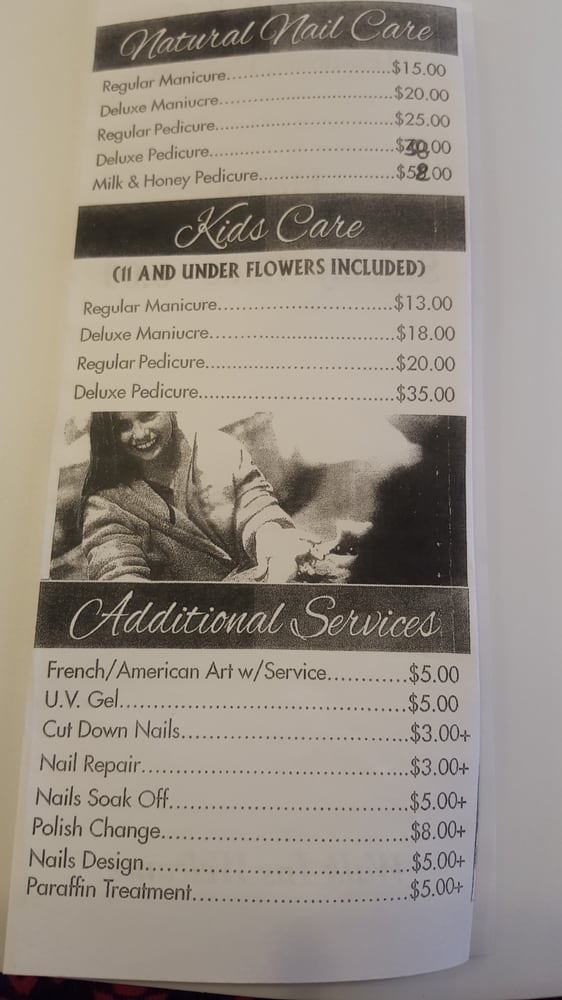 Natural Nail Care
Regular Manicure..............................$15.00
Deluxe Maniucre..............................$20.00
Regular Pedicure..............................$25.00
Deluxe Pedicure..............................
Milk & Honey Pedicure.......................
Kids Care
(11 AND UNDER FLOWERS INCLUDED)
Regular Manicure..............................$13.00
Deluxe Maniucre..............................$18.00
Regular Pedicure..............................$20.00
Deluxe Pedicure..............................$35.00
Additional Services
French/American Art w/Service............$5.00
U.V. Gel..........................................$5.00
Cut Down Nails.................................$3.00+
Nail Repair.......................................$3.00+
Nails Soak Off...................................$5.00+
Polish Change...................................$8.00+
Nails Design.....................................$5.00+
Paraffin Treatment..............................$5.00+